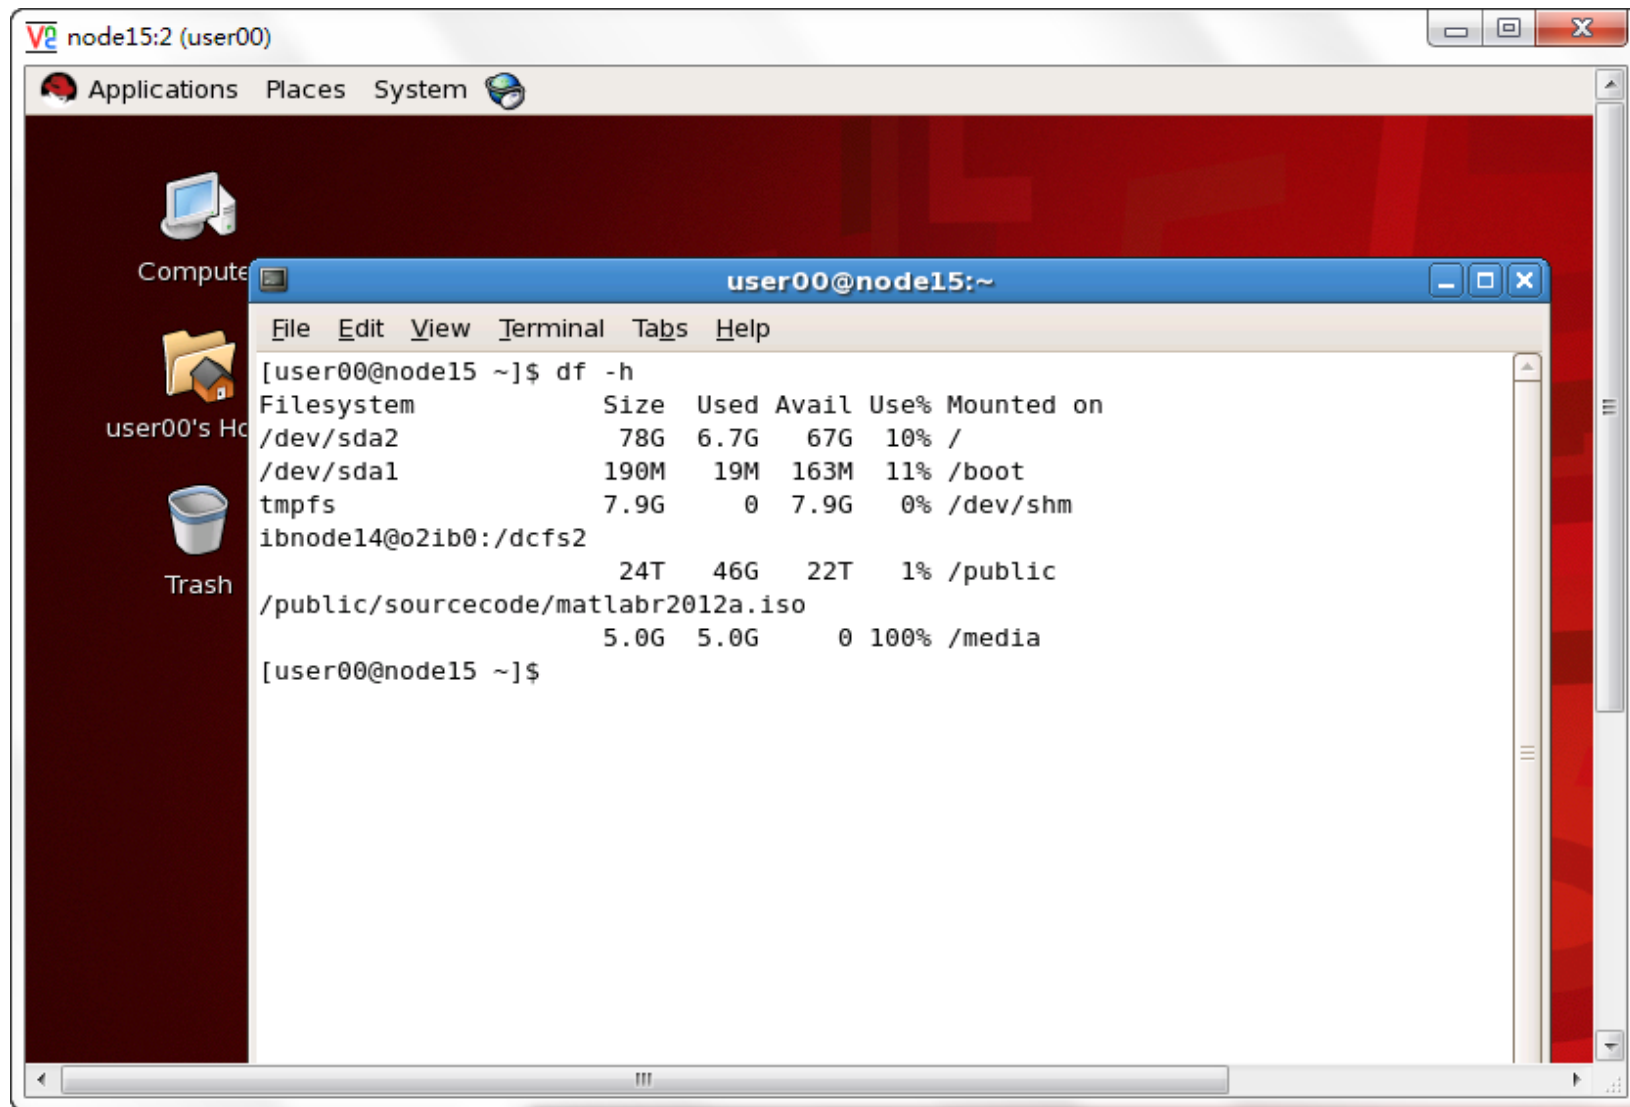 node15:2 (user00)
Applications Places System
Compute
user00's Ho
Trash
user00@node15:~
File Edit View Terminal Tabs Help
[user00@node15 ~]$ df -h
Filesystem            Size  Used Avail Use% Mounted on
/dev/sda2              78G  6.7G   67G  10% /
/dev/sda1             190M   19M  163M  11% /boot
tmpfs                 7.9G     0  7.9G   0% /dev/shm
ibnode14@o2ib0:/dcfs2
                       24T   46G   22T   1% /public
/public/sourcecode/matlabr2012a.iso
                      5.0G  5.0G     0 100% /media
[user00@node15 ~]$